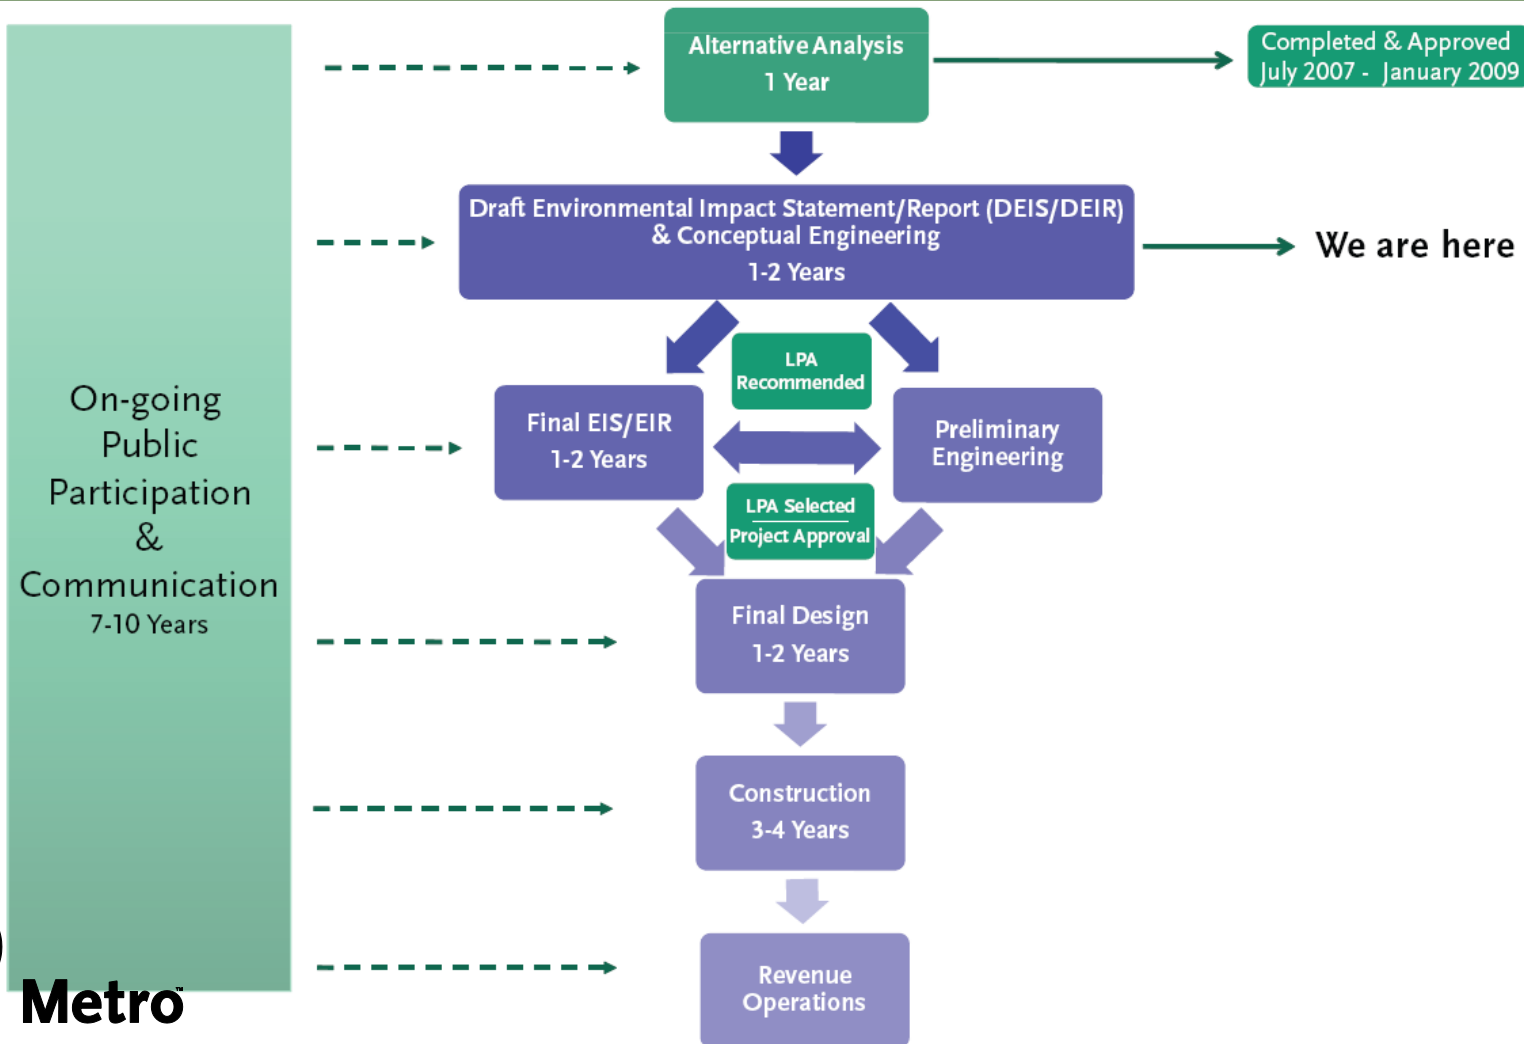 Alternative Analysis
1 Year
Completed & Approved
July 2007 - January 2009
Draft Environmental Impact Statement/Report (DEIS/DEIR)
& Conceptual Engineering
1-2 Years
We are here
LPA
Recommended
Final EIS/EIR
1-2 Years
Preliminary
Engineering
LPA Selected
Project Approval
On-going
Public
Participation
&
Communication
7-10 Years
Final Design
1-2 Years
Construction
3-4 Years
Revenue
Operations
Metro™